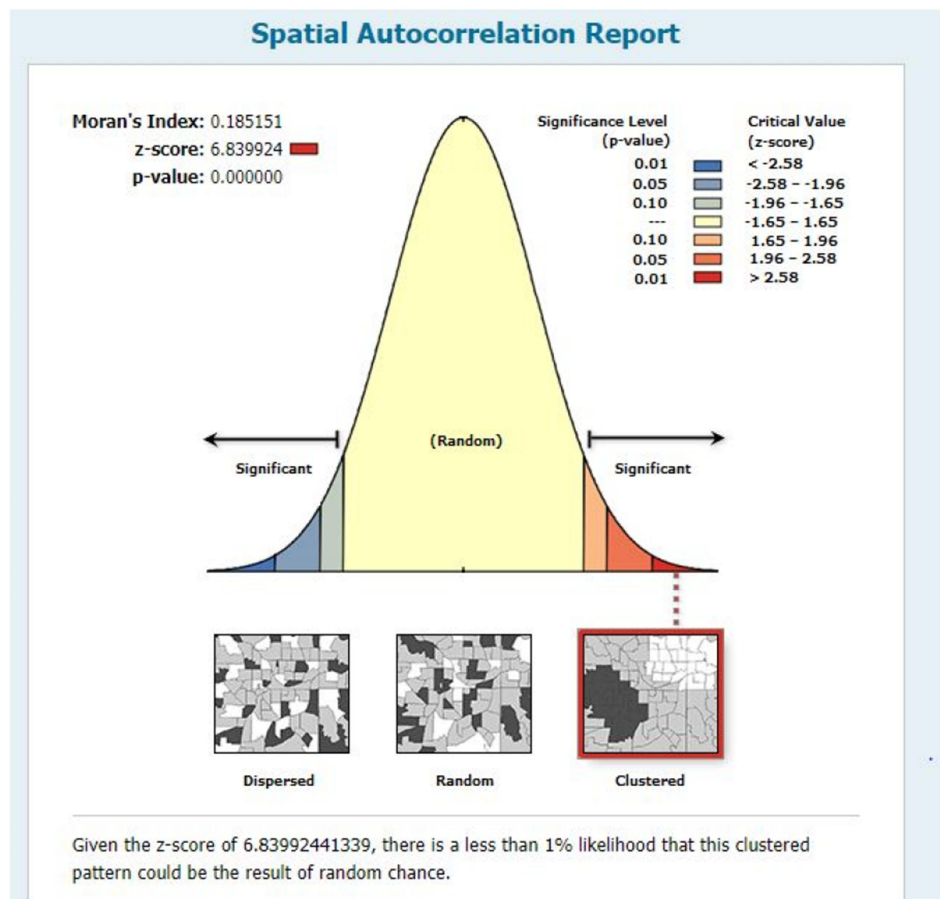 Spatial Autocorrelation Report
Moran's Index: 0.185151
z-score: 6.839924
p-value: 0.000000
Significance Level
(p-value)
Critical Value
(z-score)
0.01 < -2.58
0.05 -2.58 – -1.96
0.10 -1.96 – -1.65
--- -1.65 – 1.65
0.10 1.65 – 1.96
0.05 1.96 – 2.58
0.01 > 2.58
(Random)
Significant
Significant
Dispersed
Random
Clustered
Given the z-score of 6.83992441339, there is a less than 1% likelihood that this clustered
pattern could be the result of random chance.